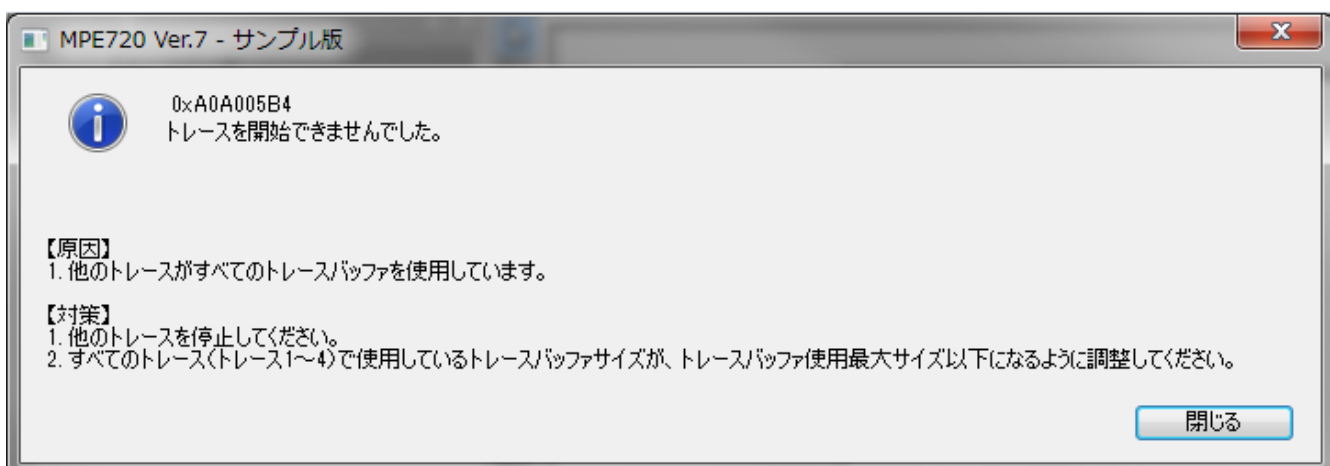 MPE720 Ver.7 - サンプル版
0xA0A005B4
トレースを開始できませんでした。
【原因】
1. 他のトレースがすべてのトレースバッファを使用しています。
【対策】
1. 他のトレースを停止してください。
2. すべてのトレース(トレース1～4)で使用しているトレースバッファサイズが、トレースバッファ使用最大サイズ以下になるように調整してください。
閉じる